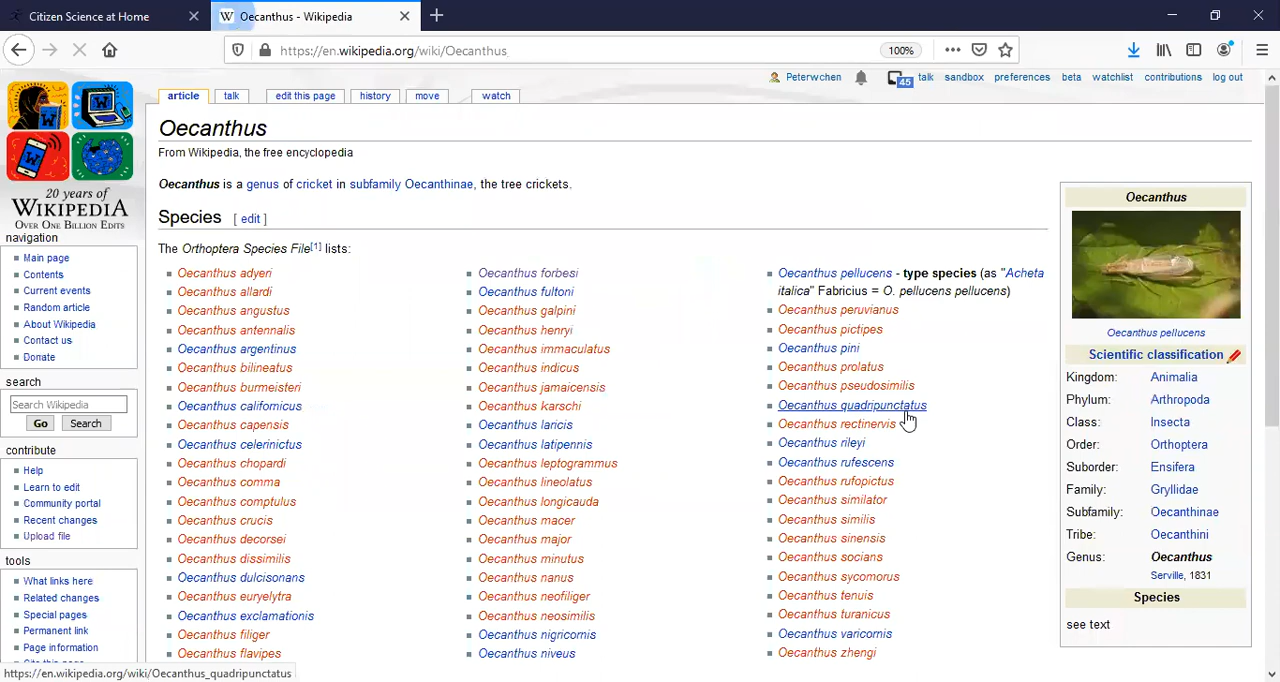 Citizen Science at Home
Oecanthus - Wikipedia
https://en.wikipedia.org/wiki/Oecanthus
100%
Peterwchen 45 talk sandbox preferences beta watchlist contributions log out
article talk edit this page history move watch
20 years of
WIKIPEDIA
OVER ONE BILLION EDITS
navigation
Main page
Contents
Current events
Random article
About Wikipedia
Contact us
Donate
search
Search Wikipedia
Go Search
contribute
Help
Learn to edit
Community portal
Recent changes
Upload file
tools
What links here
Related changes
Special pages
Permanent link
Page information
Cite this page
https://en.wikipedia.org/wiki/Oecanthus_quadripunctatus
Oecanthus
From Wikipedia, the free encyclopedia
Oecanthus is a genus of cricket in subfamily Oecanthinae, the tree crickets.
Species [ edit ]
The Orthoptera Species File[1] lists:
Oecanthus adyeri
Oecanthus allardi
Oecanthus angustus
Oecanthus antennalis
Oecanthus argentinus
Oecanthus bilineatus
Oecanthus burmeisteri
Oecanthus californicus
Oecanthus capensis
Oecanthus celerinictus
Oecanthus chopardi
Oecanthus comma
Oecanthus comptulus
Oecanthus crucis
Oecanthus decorsei
Oecanthus dissimilis
Oecanthus dulcisonans
Oecanthus euryelytra
Oecanthus exclamationis
Oecanthus filiger
Oecanthus flavipes
Oecanthus forbesi
Oecanthus fultoni
Oecanthus galpini
Oecanthus henryi
Oecanthus immaculatus
Oecanthus indicus
Oecanthus jamaicensis
Oecanthus karschi
Oecanthus laricis
Oecanthus latipennis
Oecanthus leptogrammus
Oecanthus lineolatus
Oecanthus longicauda
Oecanthus macer
Oecanthus major
Oecanthus minutus
Oecanthus nanus
Oecanthus neofiliger
Oecanthus neosimilis
Oecanthus nigricornis
Oecanthus niveus
Oecanthus pellucens - type species (as "Acheta
italica" Fabricius = O. pellucens pellucens)
Oecanthus peruvianus
Oecanthus pictipes
Oecanthus pini
Oecanthus prolatus
Oecanthus pseudosimilis
Oecanthus quadripunctatus
Oecanthus rectinervis
Oecanthus rileyi
Oecanthus rufescens
Oecanthus rufopictus
Oecanthus similator
Oecanthus similis
Oecanthus sinensis
Oecanthus socians
Oecanthus sycomorus
Oecanthus tenuis
Oecanthus turanicus
Oecanthus varicornis
Oecanthus zhengi
Oecanthus
Oecanthus pellucens
Scientific classification
Kingdom: Animalia
Phylum: Arthropoda
Class: Insecta
Order: Orthoptera
Suborder: Ensifera
Family: Gryllidae
Subfamily: Oecanthinae
Tribe: Oecanthini
Genus: Oecanthus
Serville, 1831
Species
see text